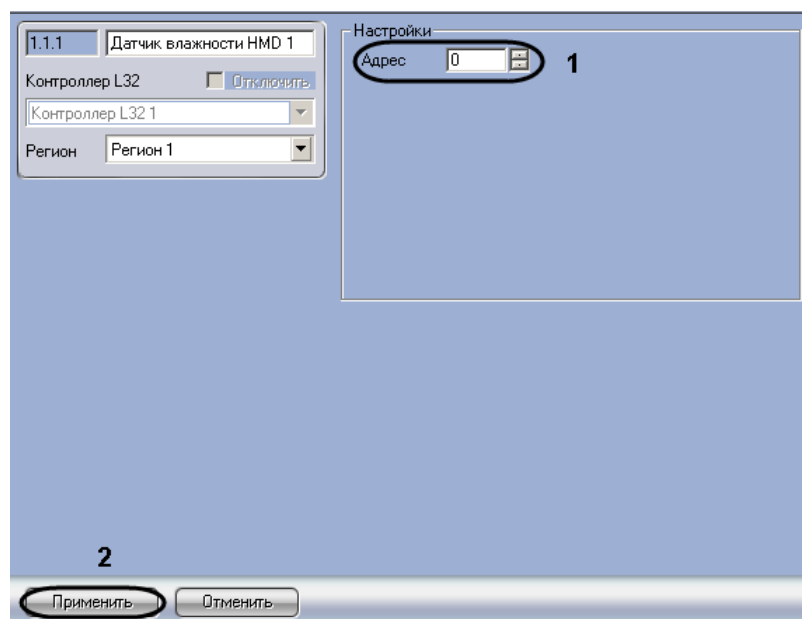 1.1.1 Датчик влажности HMD 1
Контроллер L32 Отключить
Контроллер L32 1
Регион Регион 1
Настройки
Адрес 0 1
2
Применить Отменить